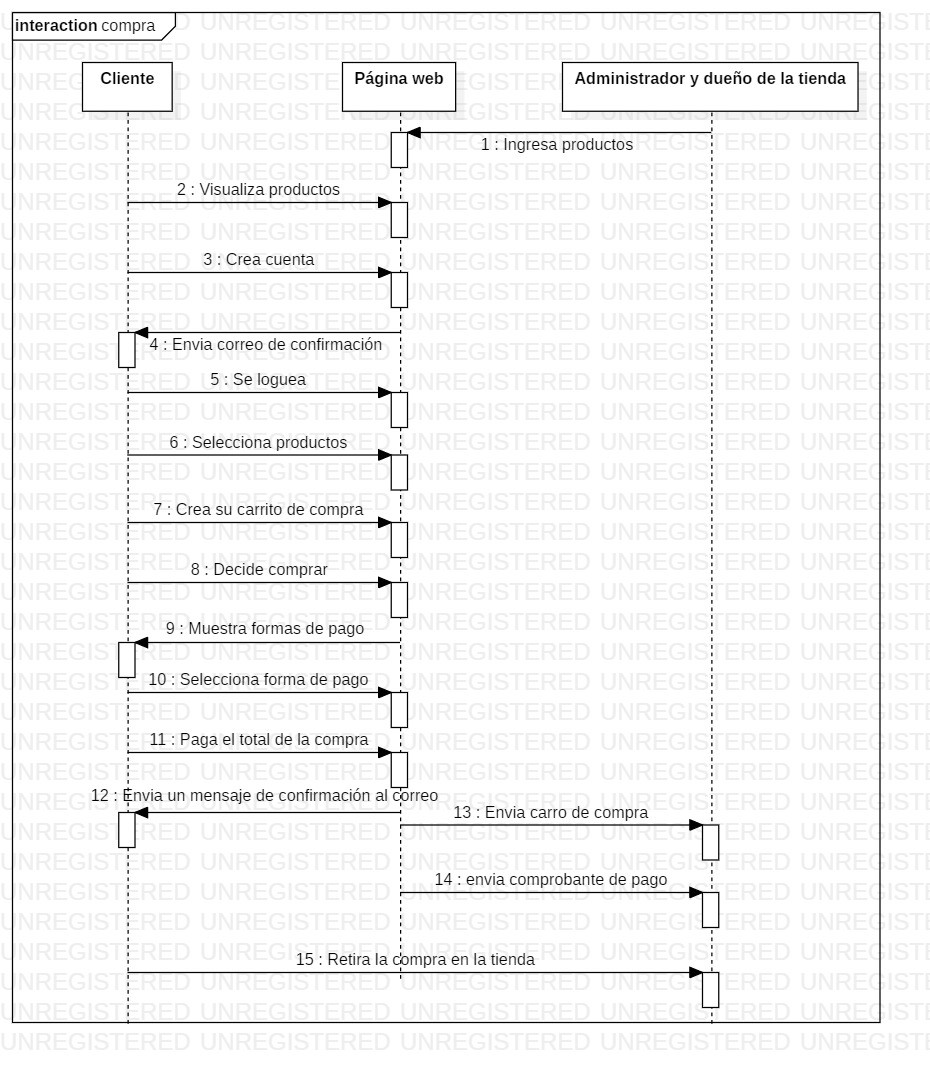 interaction compra
Cliente
Página web
Administrador y dueño de la tienda
1 : Ingresa productos
2 : Visualiza productos
3 : Crea cuenta
4 : Envia correo de confirmación
5 : Se loguea
6 : Selecciona productos
7 : Crea su carrito de compra
8 : Decide comprar
9 : Muestra formas de pago
10 : Selecciona forma de pago
11 : Paga el total de la compra
12 : Envia un mensaje de confirmación al correo
13 : Envia carro de compra
14 : envia comprobante de pago
15 : Retira la compra en la tienda
UNREGISTERED